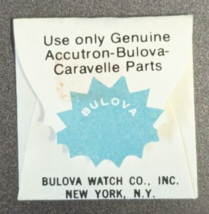 Use only Genuine
Accutron-Bulova-
Caravelle Parts
BULOVA
BULOVA WATCH CO., INC.
NEW YORK, N.Y.